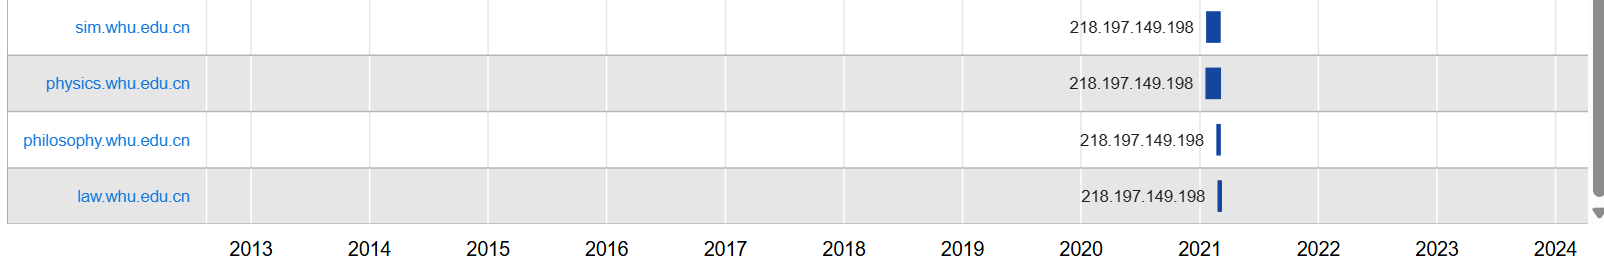 sim.whu.edu.cn 218.197.149.198
physics.whu.edu.cn 218.197.149.198
philosophy.whu.edu.cn 218.197.149.198
law.whu.edu.cn 218.197.149.198
2013 2014 2015 2016 2017 2018 2019 2020 2021 2022 2023 2024